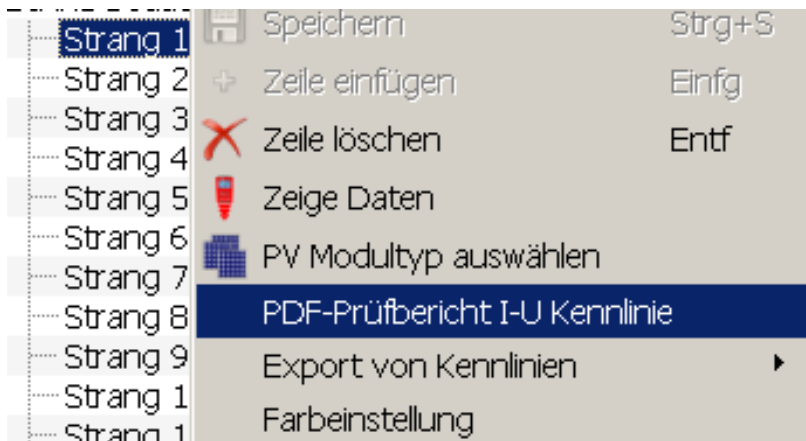 Strang 1
Strang 2
Strang 3
Strang 4
Strang 5
Strang 6
Strang 7
Strang 8
Strang 9
Strang 1
Strang 1
Speichern Strg+S
Zeile einfügen Einfg
Zeile löschen Entf
Zeige Daten
PV Modultyp auswählen
PDF-Prüfbericht I-U Kennlinie
Export von Kennlinien
Farbeinstellung